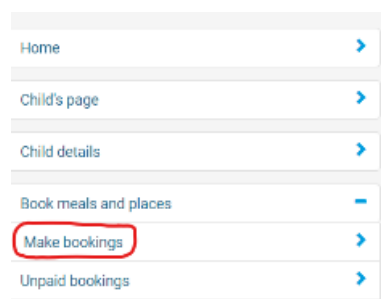 Home
Child's page
Child details
Book meals and places
Make bookings
Unpaid bookings